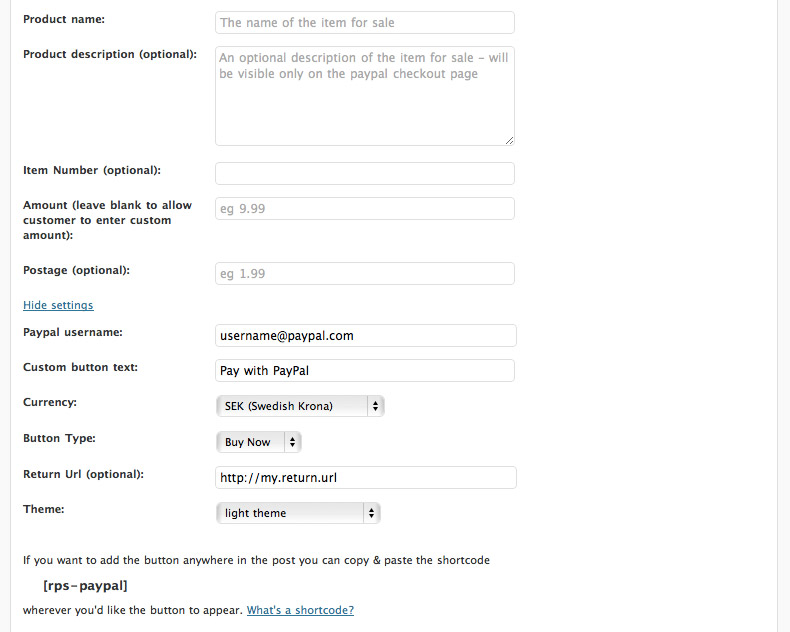 Product name:
The name of the item for sale
Product description (optional):
An optional description of the item for sale - will
be visible only on the paypal checkout page
Item Number (optional):
Amount (leave blank to allow
customer to enter custom
amount):
eg 9.99
Postage (optional):
eg 1.99
Hide settings
Paypal username:
username@paypal.com
Custom button text:
Pay with PayPal
Currency:
SEK (Swedish Krona)
Button Type:
Buy Now
Return Url (optional):
http://my.return.url
Theme:
light theme
If you want to add the button anywhere in the post you can copy & paste the shortcode
[rps-paypal]
wherever you'd like the button to appear. What's a shortcode?